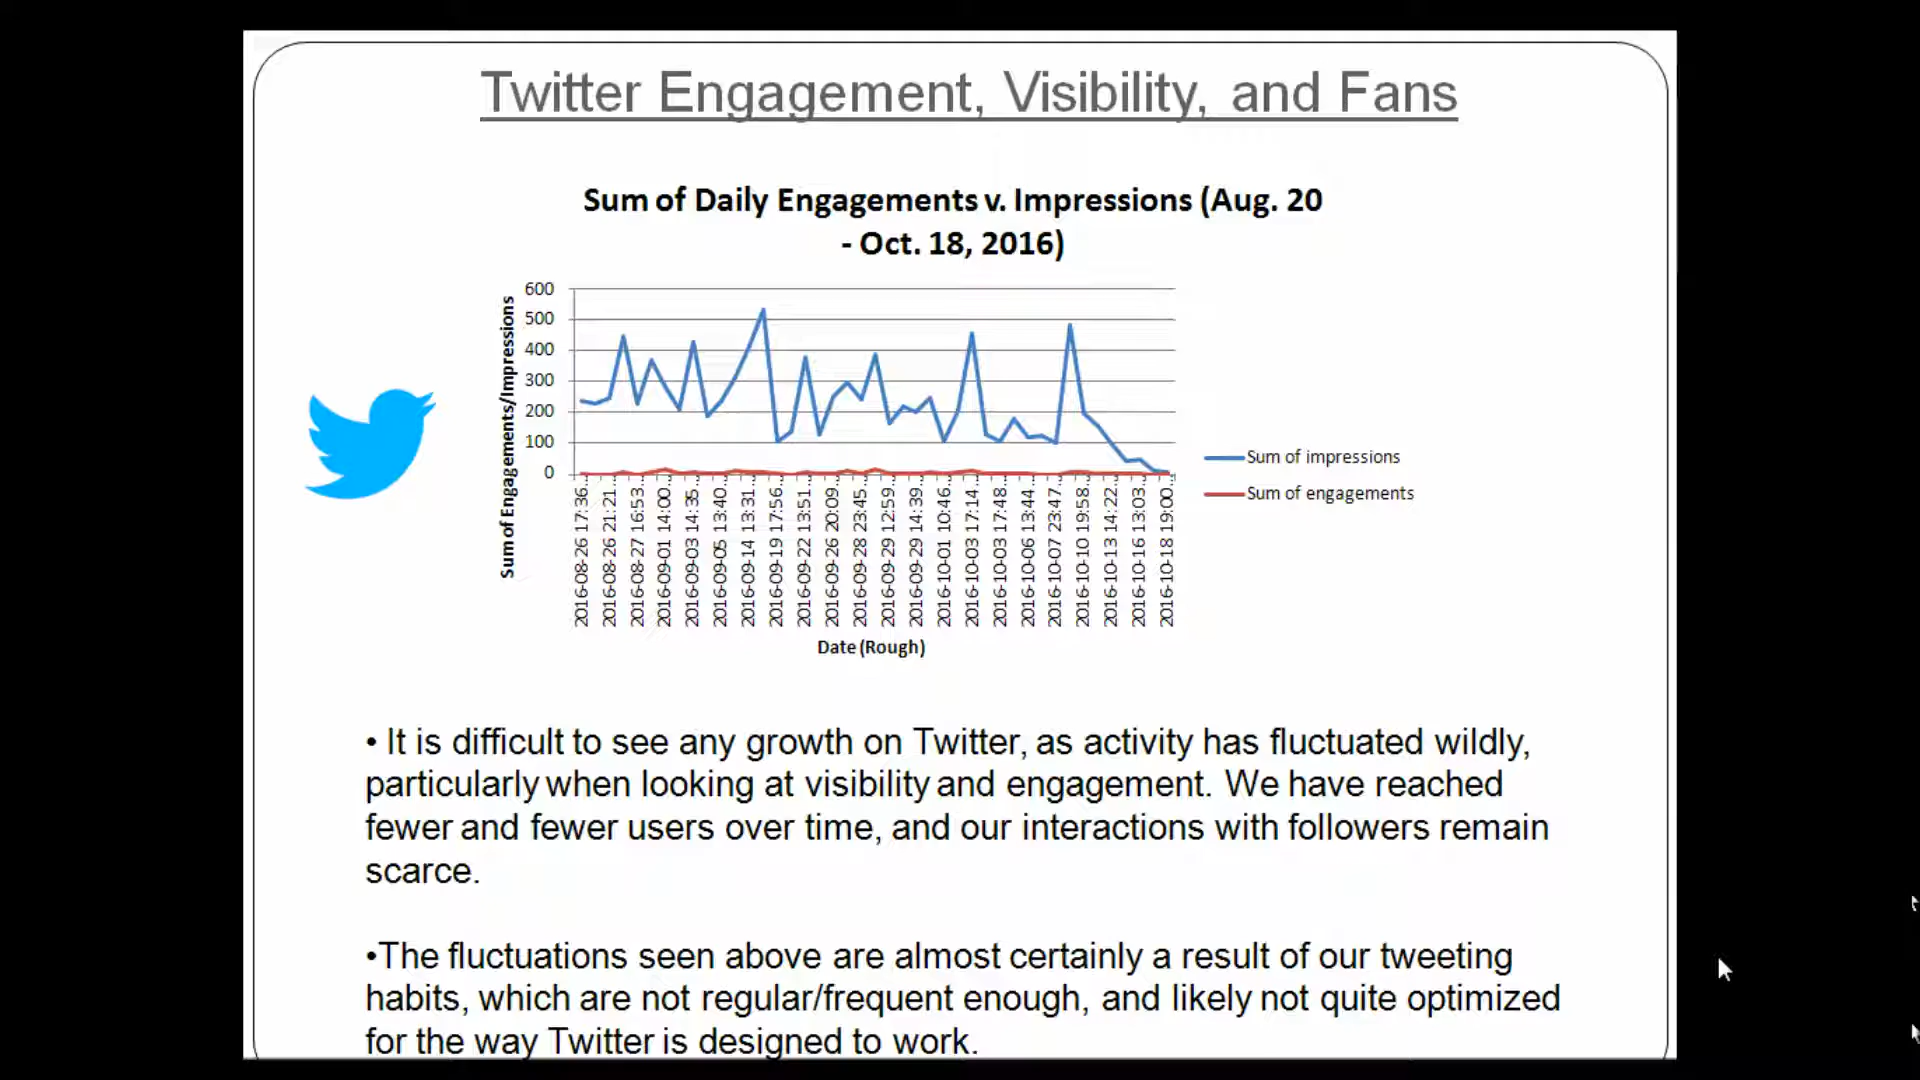 Twitter Engagement, Visibility, and Fans
Sum of Daily Engagements v. Impressions (Aug. 20
- Oct. 18, 2016)
Sum of Engagements/Impressions
600
500
400
300
200
100
0
2016-08-26 17:36...
2016-08-26 21:21...
2016-08-27 16:53...
2016-09-01 14:00...
2016-09-03 14:35...
2016-09-05 13:40...
2016-09-14 13:31...
2016-09-19 17:56...
2016-09-22 13:51...
2016-09-26 20:09...
2016-09-28 23:45...
2016-09-29 12:59...
2016-09-29 14:39...
2016-10-01 10:46...
2016-10-03 17:14...
2016-10-03 17:48...
2016-10-06 13:44...
2016-10-07 23:47...
2016-10-10 19:58...
2016-10-13 14:22...
2016-10-16 13:03...
2016-10-18 19:00...
Date (Rough)
Sum of impressions
Sum of engagements
• It is difficult to see any growth on Twitter, as activity has fluctuated wildly,
particularly when looking at visibility and engagement. We have reached
fewer and fewer users over time, and our interactions with followers remain
scarce.
•The fluctuations seen above are almost certainly a result of our tweeting
habits, which are not regular/frequent enough, and likely not quite optimized
for the way Twitter is designed to work.